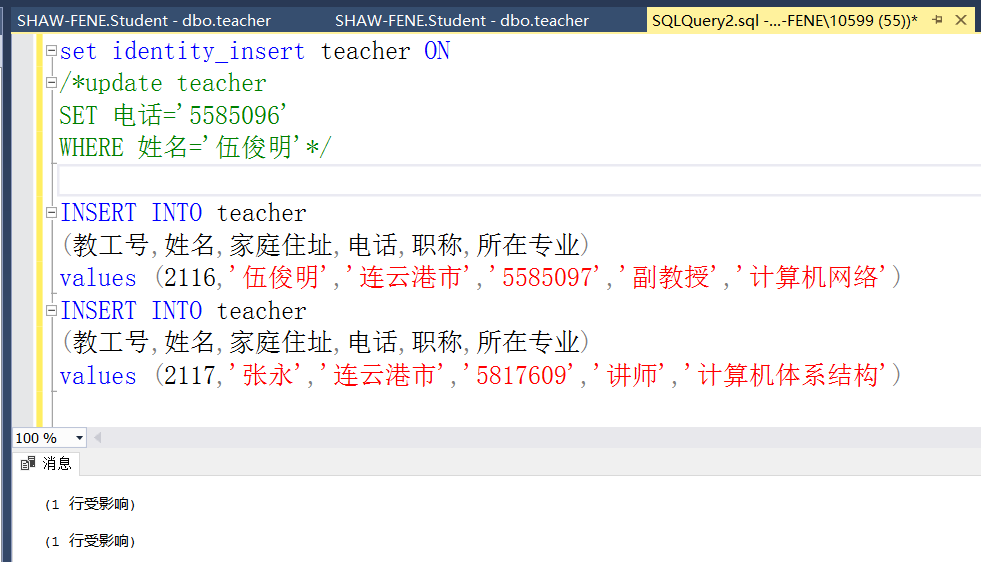 SHAW-FENE.Student - dbo.teacher SHAW-FENE.Student - dbo.teacher SQLQuery2.sql -...-FENE\10599 (55))*
set identity_insert teacher ON
/*update teacher
SET 电话='5585096'
WHERE 姓名='伍俊明'*/
INSERT INTO teacher
(教工号,姓名,家庭住址,电话,职称,所在专业)
values (2116,'伍俊明','连云港市','5585097','副教授','计算机网络')
INSERT INTO teacher
(教工号,姓名,家庭住址,电话,职称,所在专业)
values (2117,'张永','连云港市','5817609','讲师','计算机体系结构')
100 %
消息
(1 行受影响)
(1 行受影响)